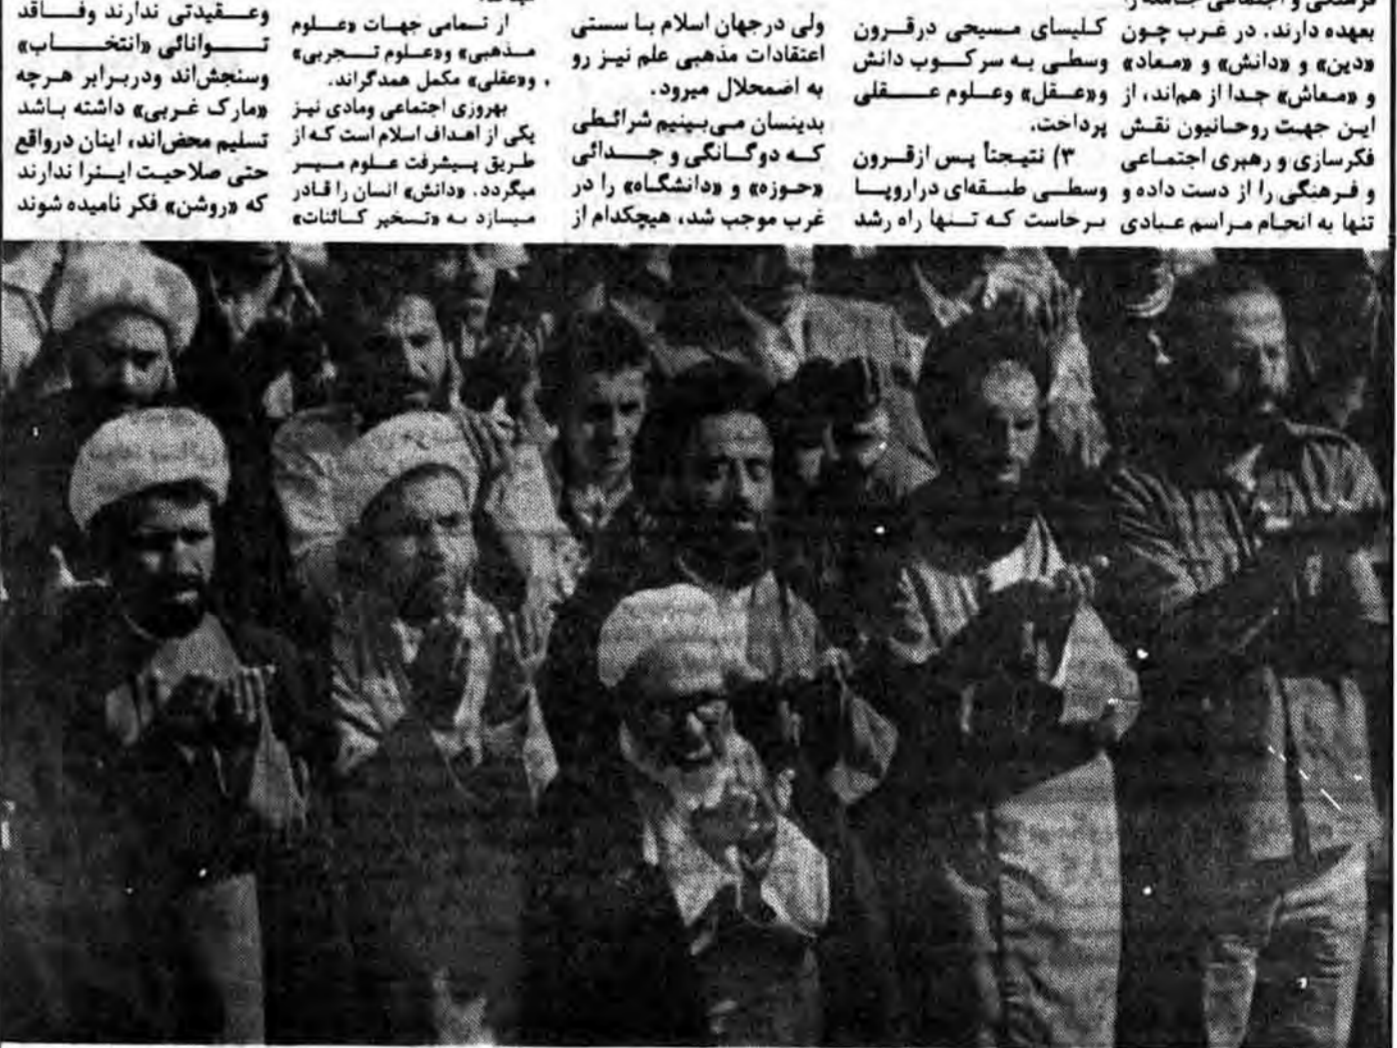 فرهنگی و اجتماعی جامعه را
بعهده دارند. در غرب چون
«دین» و «دانش» و «معاد»
و «معاش» جدا از هم‌اند، از
این جهت روحانیون نقش
فکرسازی و رهبری اجتماعی
و فرهنگی را از دست داده و
تنها به انجام مراسم عبادی
کلیسای مسیحی درقرون
وسطی به سرکوب دانش
و«عقل» وعلوم عقلی
پرداخت.
۳) نتیجتاً پس ازقرون
وسطی طبقه‌ای دراروپا
برخاست که تنها راه رشد
ولی درجهان اسلام با سستی
اعتقادات مذهبی علم نیز رو
به اضمحلال میرود.
بدینسان می‌بینیم شرائطی
که دوگانگی و جدائی
«حوزه» و «دانشگاه» را در
غرب موجب شد، هیچکدام از
از تمامی جهات «علوم
مذهبی» و«علوم تجربی»
و«عقلی» مکمل همدگراند.
بهروزی اجتماعی ومادی نیز
یکی از اهداف اسلام است که از
طریق پیشرفت علوم میسر
میگردد. «دانش» انسان را قادر
میسازد به «تسخیر کائنات»
وعقیدتی ندارند وفاقد
توانائی «انتخاب»
وسنجش‌اند ودربرابر هرچه
«مارک غربی» داشته باشد
تسلیم محض‌اند، اینان درواقع
حتی صلاحیت اینرا ندارند
که «روشن» فکر نامیده شوند